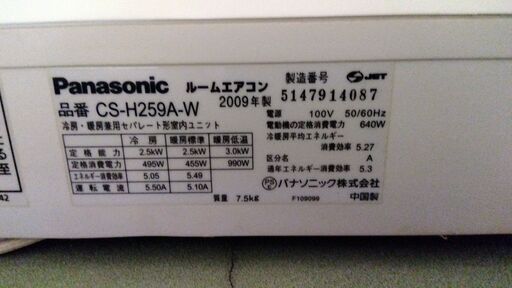 Panasonic ルームエアコン 製造番号 JET
品番 CS-H259A-W 2009年製 5147914087
冷房・暖房兼用セパレート形室内ユニット
電源 100V 50/60Hz
電動機の定格消費電力 640W
冷暖房平均エネルギー
消費効率 5.27
区分名 A
通年エネルギー消費効率 5.3
冷房 暖房標準 暖房低温
定格能力 2.5kW 2.5kW 3.0kW
定格消費電力 495W 455W 990W
エネルギー消費効率 5.05 5.49
運転電流 5.50A 5.10A
質量 7.5kg
PSE パナソニック株式会社
F109099 中国製
る
至
42